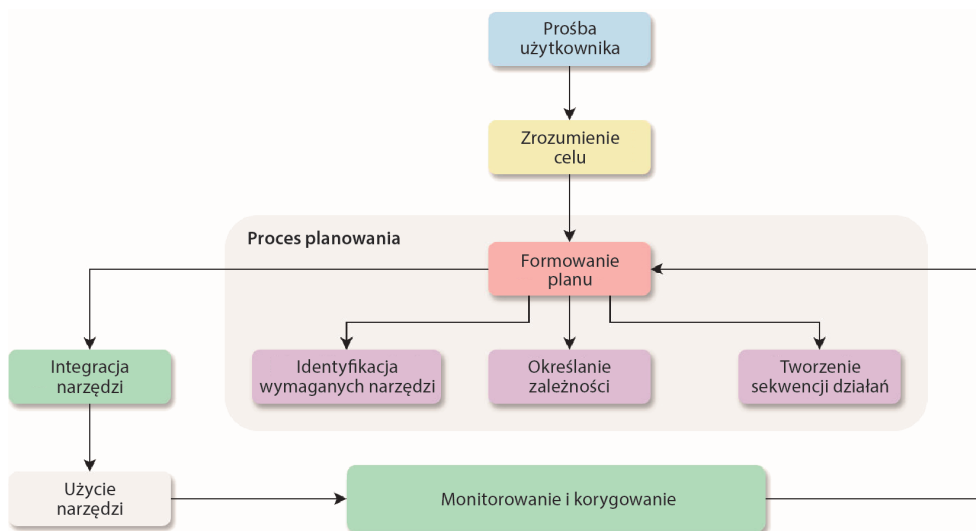 Prośba
użytkownika
Zrozumienie
celu
Proces planowania
Formowanie
planu
Integracja
narzędzi
Identyfikacja
wymaganych narzędzi
Określanie
zależności
Tworzenie
sekwencji działań
Użycie
narzędzi
Monitorowanie i korygowanie